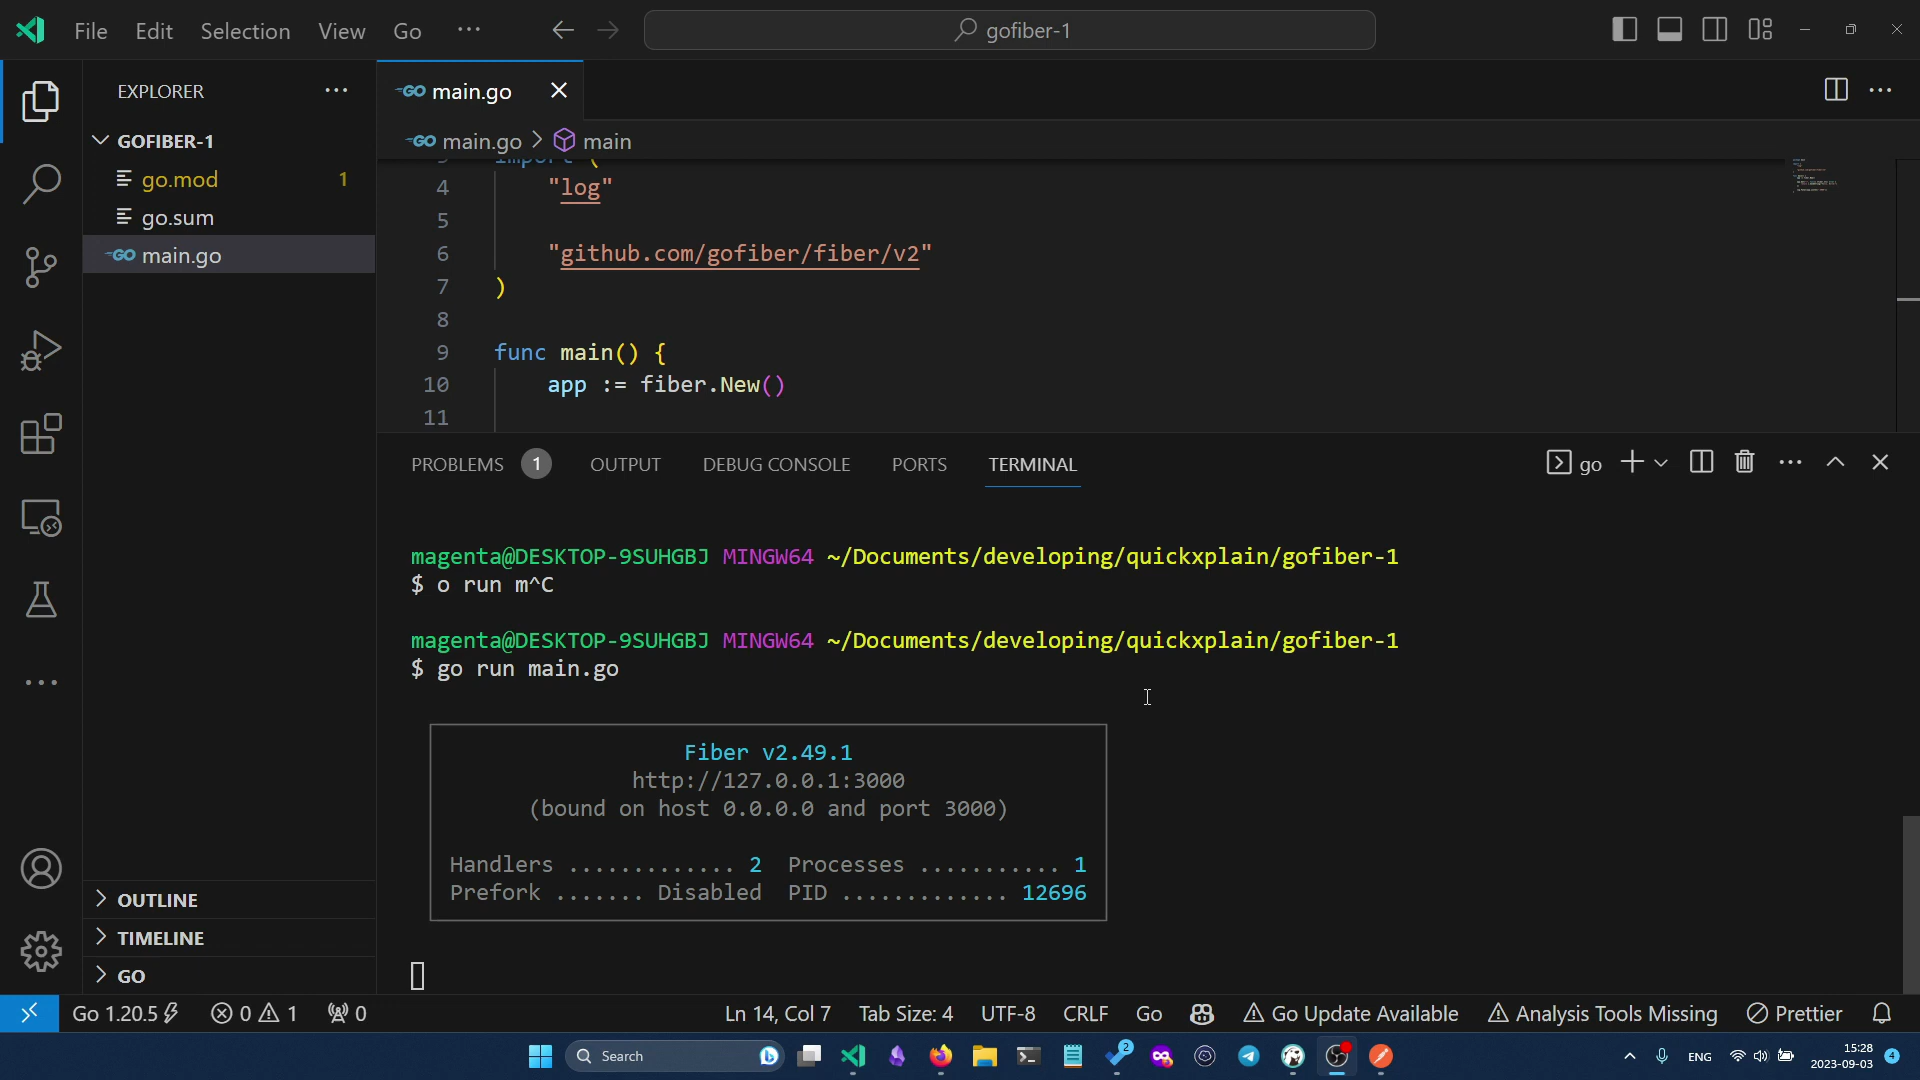 File Edit Selection View Go ··· gofiber-1
EXPLORER
GOFIBER-1
go.mod 1
go.sum
main.go
OUTLINE
TIMELINE
GO
main.go
main.go > main
3 import (
4 "log"
5
6 "github.com/gofiber/fiber/v2"
7 )
8
9 func main() {
10 app := fiber.New()
11
PROBLEMS 1 OUTPUT DEBUG CONSOLE PORTS TERMINAL go
magenta@DESKTOP-9SUHGBJ MINGW64 ~/Documents/developing/quickxplain/gofiber-1
$ o run m^C
magenta@DESKTOP-9SUHGBJ MINGW64 ~/Documents/developing/quickxplain/gofiber-1
$ go run main.go
Fiber v2.49.1
http://127.0.0.1:3000
(bound on host 0.0.0.0 and port 3000)
Handlers ............. 2 Processes ........... 1
Prefork ....... Disabled PID ............. 12696
Go 1.20.5 0 1 0 Ln 14, Col 7 Tab Size: 4 UTF-8 CRLF Go Go Update Available Analysis Tools Missing Prettier
Search 2 ENG 15:28
2023-09-03 4